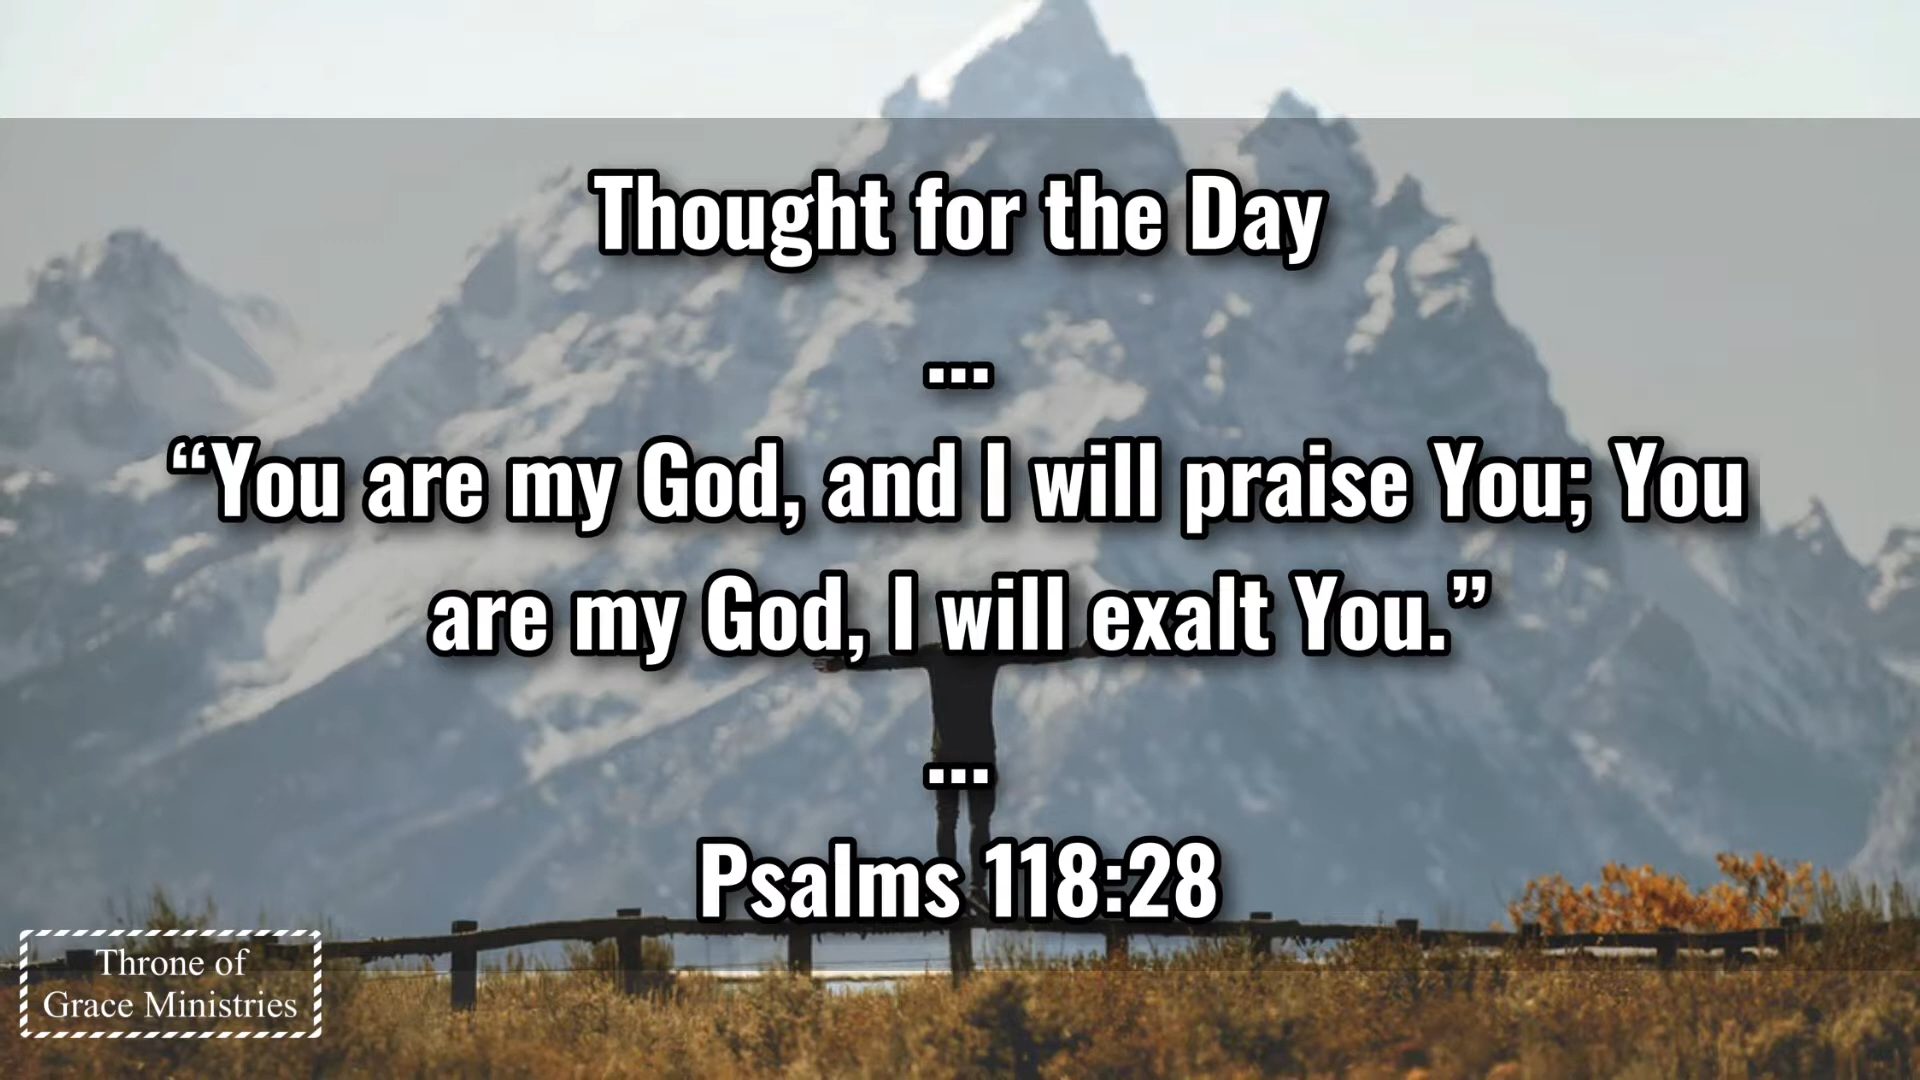 Thought for the Day
...
“You are my God, and I will praise You; You
are my God, I will exalt You.”
...
Psalms 118:28
Throne of
Grace Ministries